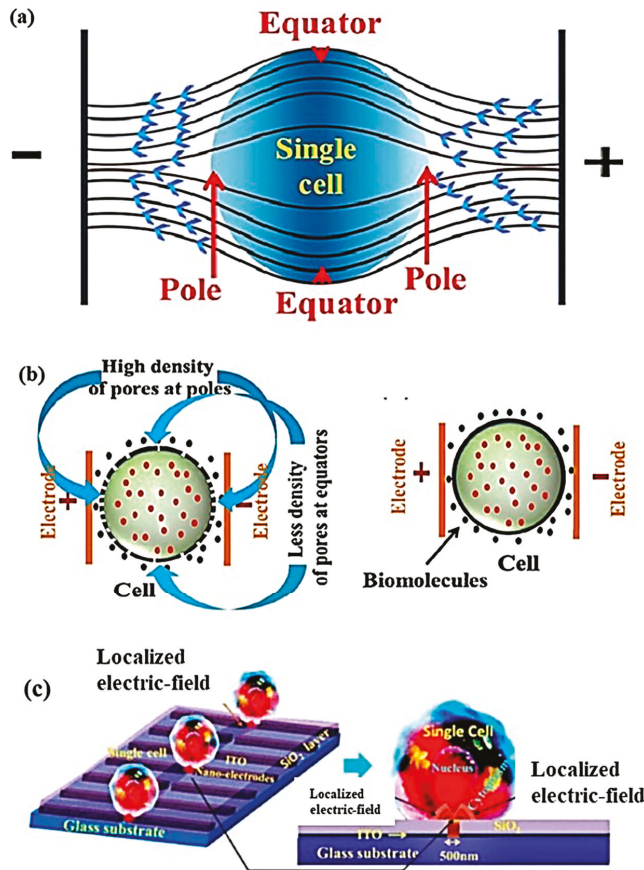 (a)
Equator
−
Single
cell
+
Pole
Equator
Pole
(b)
High density
of pores at poles
Electrode
+
−
Electrode
Less density
of pores at equators
Cell
Electrode
+
−
Electrode
Cell
Biomolecules
(c)
Localized
electric-field
Single cell
ITO
Nano-electrodes
SiO₂ layer
Glass substrate
Single Cell
Nucleus
Cytoplasm
Localized
electric-field
Localized
electric-field
ITO
SiO₂
Glass substrate
500nm